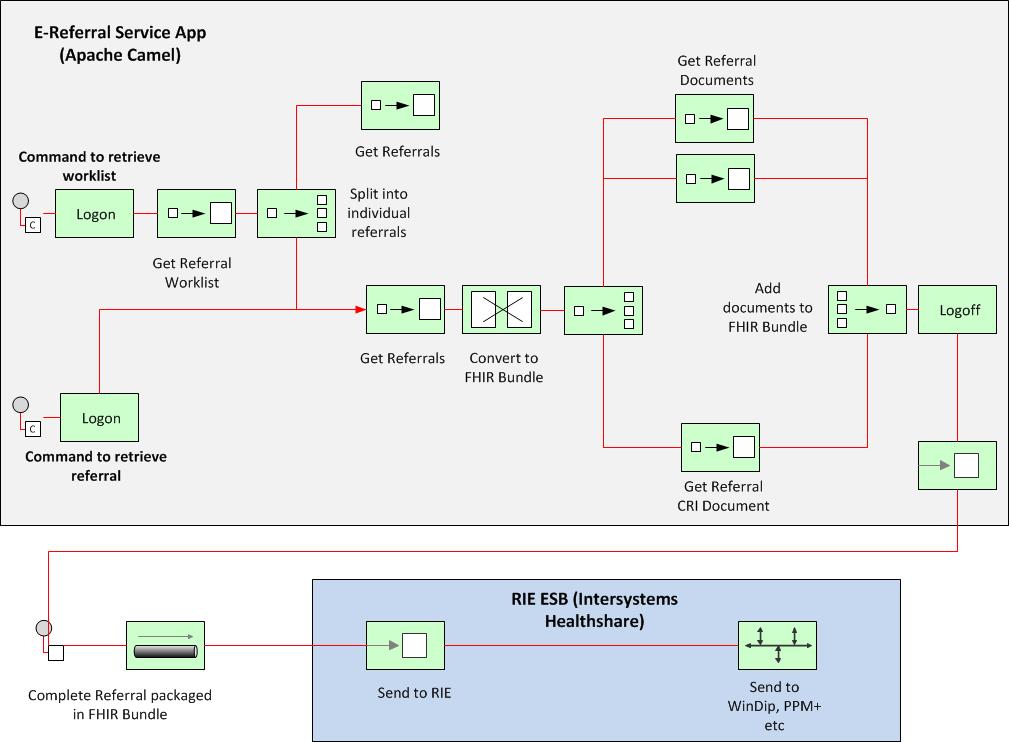 E-Referral Service App
(Apache Camel)
Get Referral
Documents
Get Referrals
Command to retrieve
worklist
C
Logon
Split into
individual
referrals
Get Referral
Worklist
Add
documents to
FHIR Bundle
Logoff
Get Referrals
Convert to
FHIR Bundle
C
Logon
Command to retrieve
referral
Get Referral
CRI Document
RIE ESB (Intersystems
Healthshare)
Complete Referral packaged
in FHIR Bundle
Send to RIE
Send to
WinDip, PPM+
etc